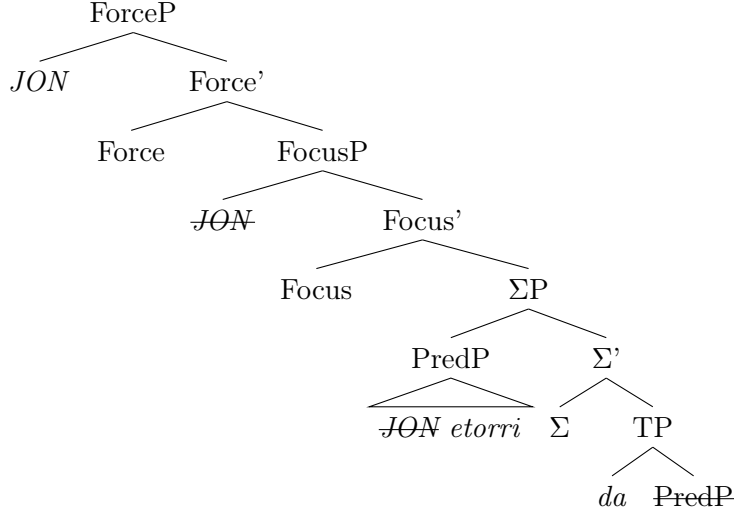 ForceP
JON Force'
Force FocusP
JON Focus'
Focus ΣP
PredP Σ'
JON etorri Σ TP
da PredP